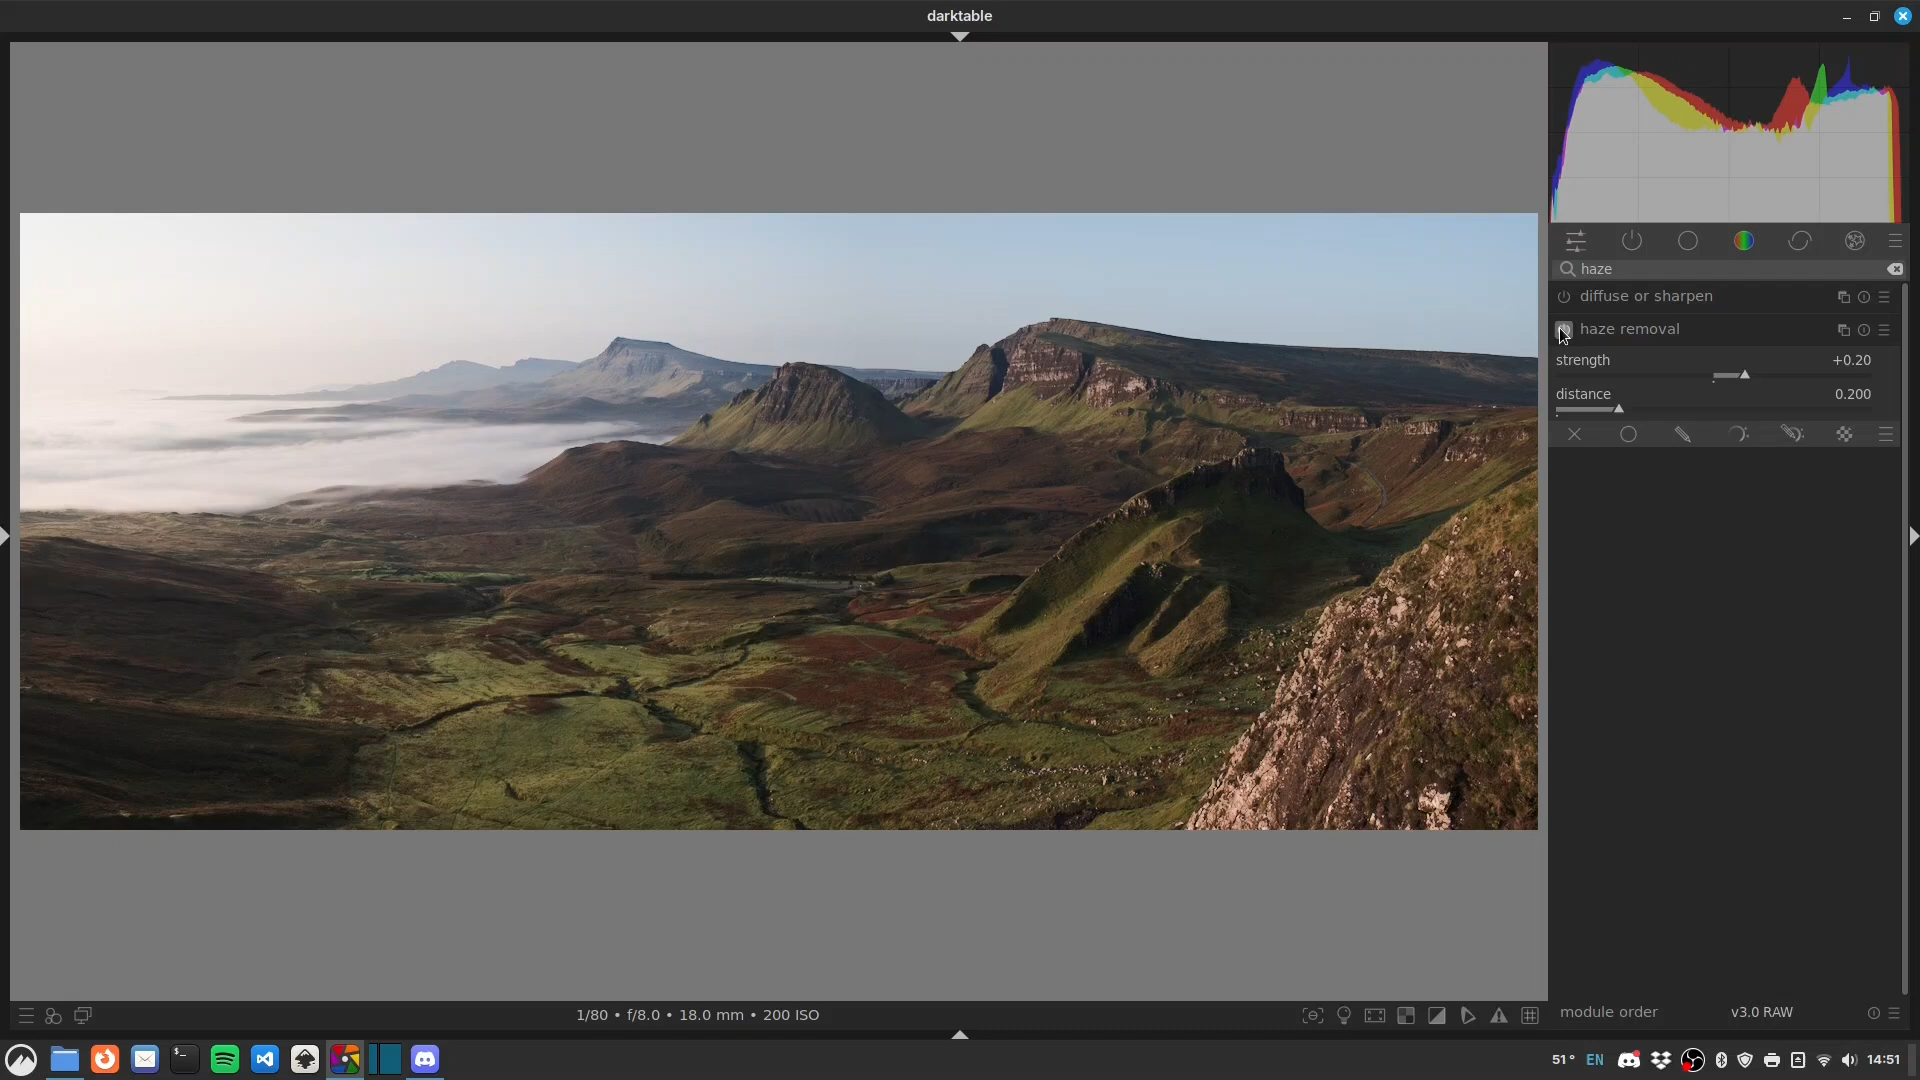 darktable
haze
diffuse or sharpen
haze removal
strength +0.20
distance 0.200
1/80 • f/8.0 • 18.0 mm • 200 ISO
module order v3.0 RAW
51° EN 14:51